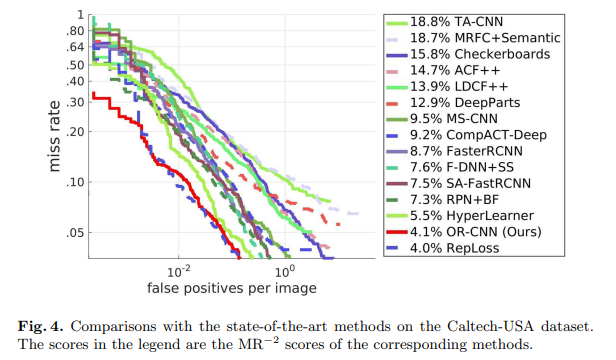 1
.80
.64
.50
.40
.30
.20
.10
.05
miss rate
10-2
100
false positives per image
18.8% TA-CNN
18.7% MRFC+Semantic
15.8% Checkerboards
14.7% ACF++
13.9% LDCF++
12.9% DeepParts
9.5% MS-CNN
9.2% CompACT-Deep
8.7% FasterRCNN
7.6% F-DNN+SS
7.5% SA-FastRCNN
7.3% RPN+BF
5.5% HyperLearner
4.1% OR-CNN (Ours)
4.0% RepLoss
Fig. 4. Comparisons with the state-of-the-art methods on the Caltech-USA dataset.
The scores in the legend are the MR−2 scores of the corresponding methods.